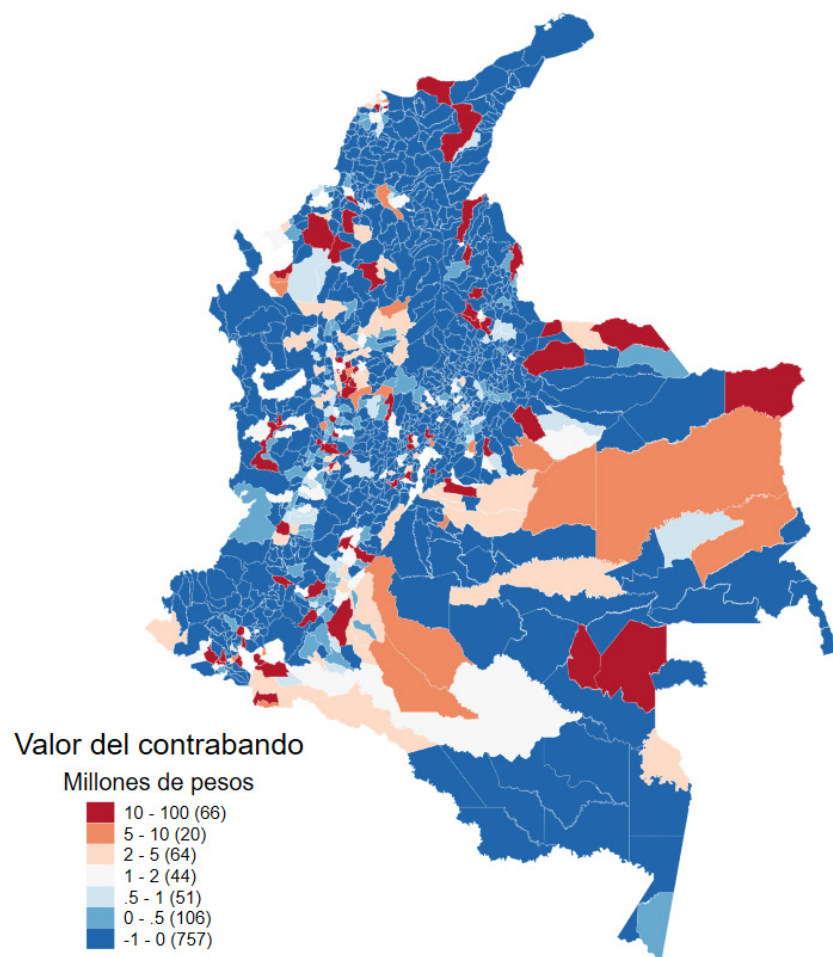 Valor del contrabando
Millones de pesos
10 - 100 (66)
5 - 10 (20)
2 - 5 (64)
1 - 2 (44)
.5 - 1 (51)
0 - .5 (106)
-1 - 0 (757)